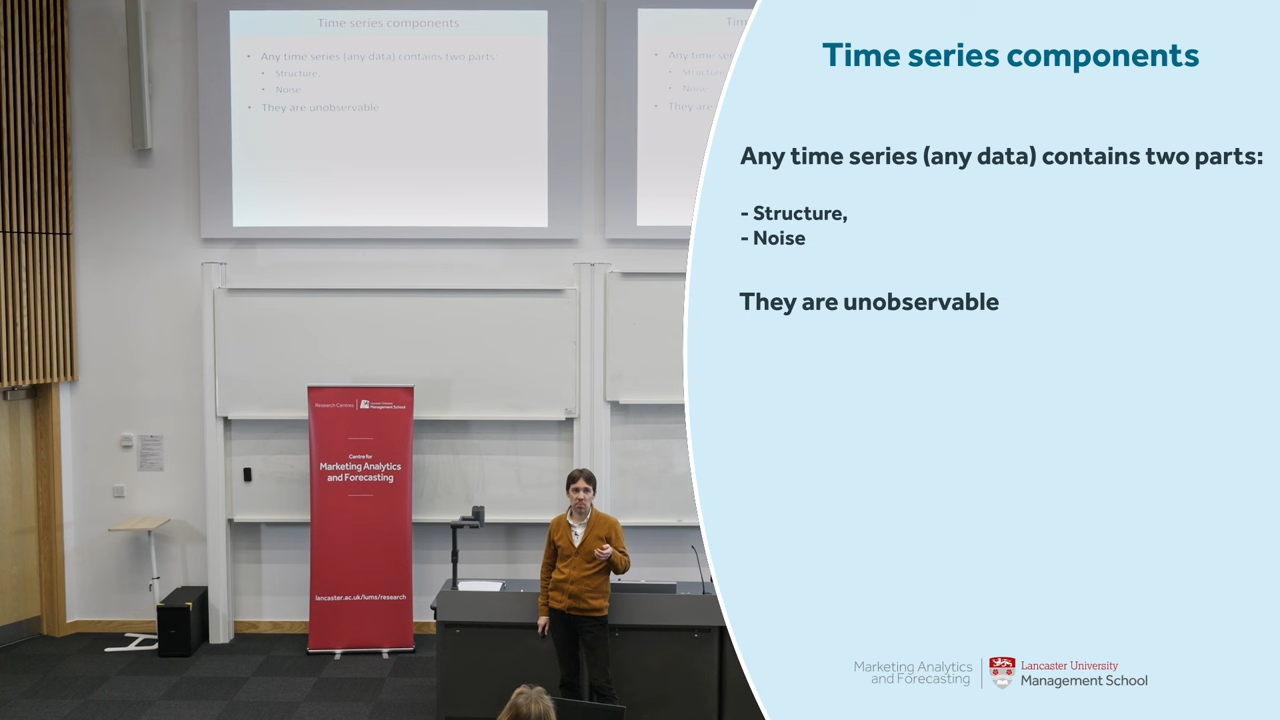 Time series components
• Any time series (any data) contains two parts
• Structure,
• Noise
• They are unobservable
Time series components
Any time series (any data) contains two parts:
- Structure,
- Noise
They are unobservable
Research Centres
Lancaster University
Management School
Centre for
Marketing Analytics
and Forecasting
lancaster.ac.uk/lums/research
Marketing Analytics
and Forecasting
Lancaster University
Management School